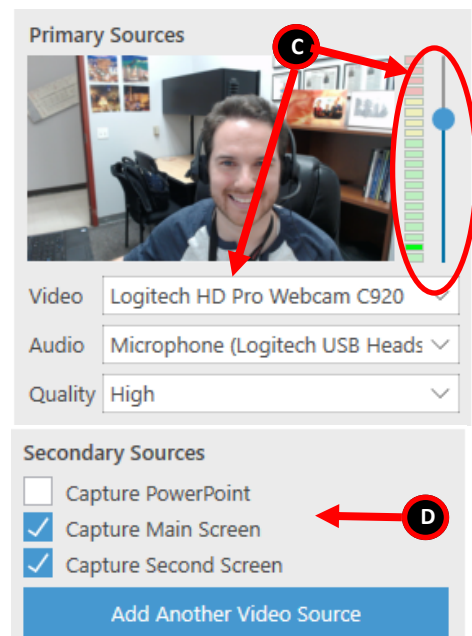 Primary Sources
C
Video Logitech HD Pro Webcam C920
Audio Microphone (Logitech USB Heads
Quality High
Secondary Sources
Capture PowerPoint
D
Capture Main Screen
Capture Second Screen
Add Another Video Source